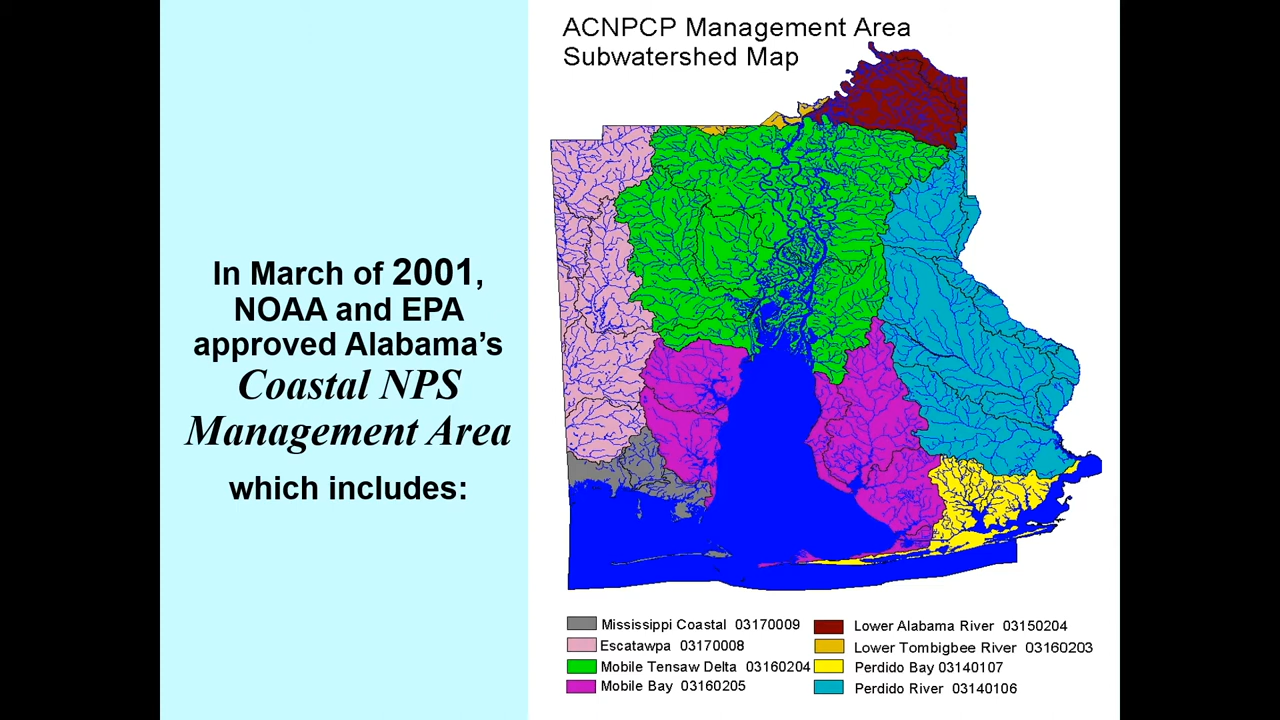 In March of 2001,
NOAA and EPA
approved Alabama's
Coastal NPS
Management Area
which includes:
ACNPCP Management Area
Subwatershed Map
Mississippi Coastal 03170009
Escatawpa 03170008
Mobile Tensaw Delta 03160204
Mobile Bay 03160205
Lower Alabama River 03150204
Lower Tombigbee River 03160203
Perdido Bay 03140107
Perdido River 03140106